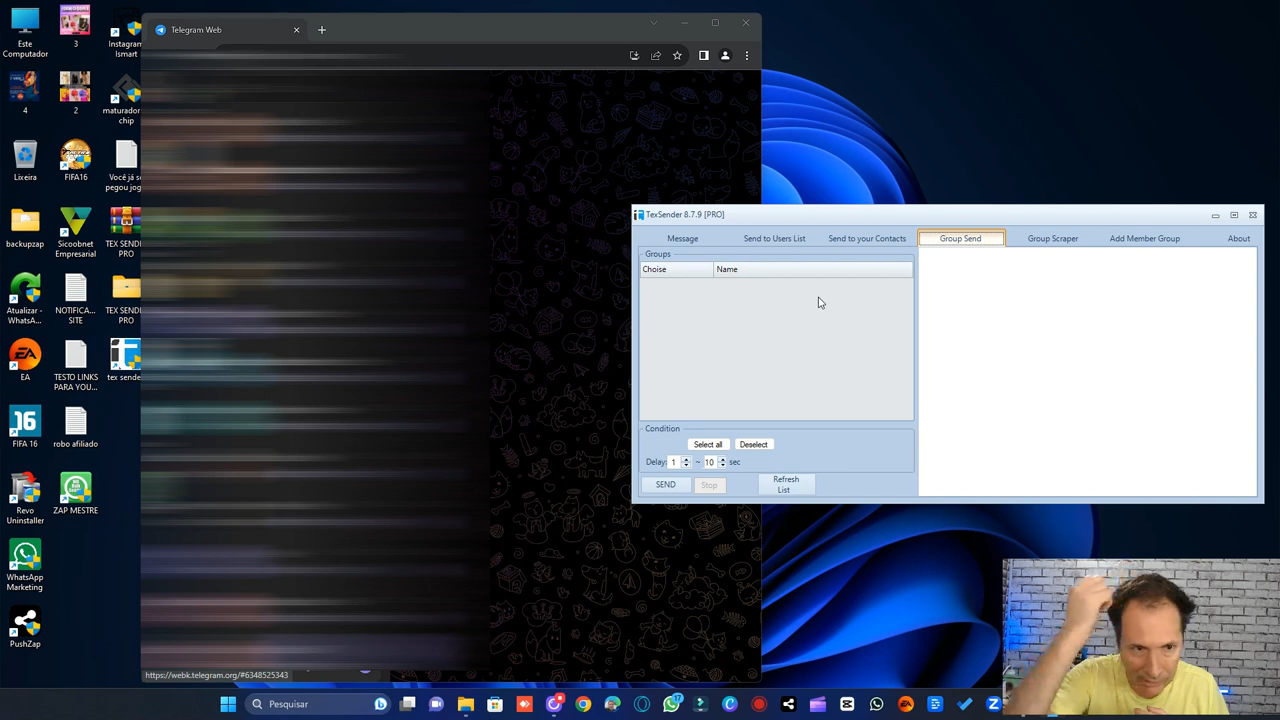 Este
Computador
3
Instagram
Ismart
4
2
maturador
chip
Lixeira
FIFA16
Você já s
pegou jog
backupzap
Sicoobnet
Empresarial
TEX SENDER
PRO
Atualizar -
WhatsA...
NOTIFICA...
SITE
TEX SENDE
PRO
EA
TESTO LINKS
PARA YOU...
tex sende
FIFA 16
robo afiliado
Revo
Uninstaller
ZAP MESTRE
WhatsApp
Marketing
PushZap
Telegram Web
https://webk.telegram.org/#6348525343
TexSender 8.7.9 [PRO]
Message Send to Users List Send to your Contacts Group Send Group Scraper Add Member Group About
Groups
Choise Name
Condition
Select all Deselect
Delay: 1 ~ 10 sec
SEND Stop Refresh
List
Pesquisar
17